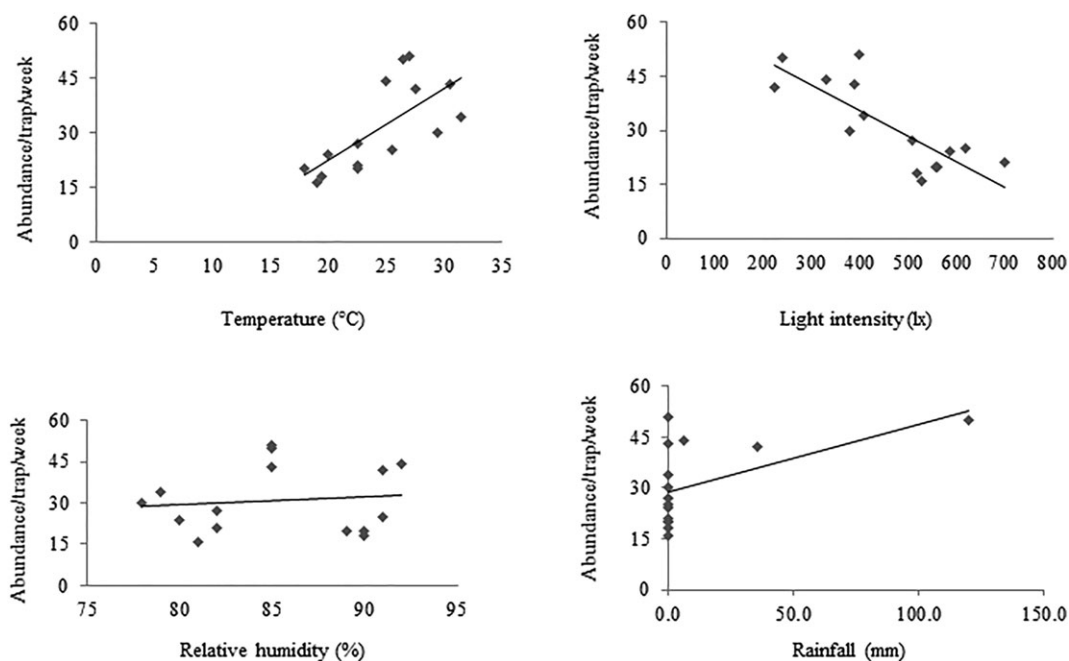 Abundance/trap/week
60
45
30
15
0
0 5 10 15 20 25 30 35
Temperature (°C)
Abundance/trap/week
60
45
30
15
0
0 100 200 300 400 500 600 700 800
Light intensity (lx)
Abundance/trap/week
60
45
30
15
0
75 80 85 90 95
Relative humidity (%)
Abundance/trap/week
60
45
30
15
0
0.0 50.0 100.0 150.0
Rainfall (mm)